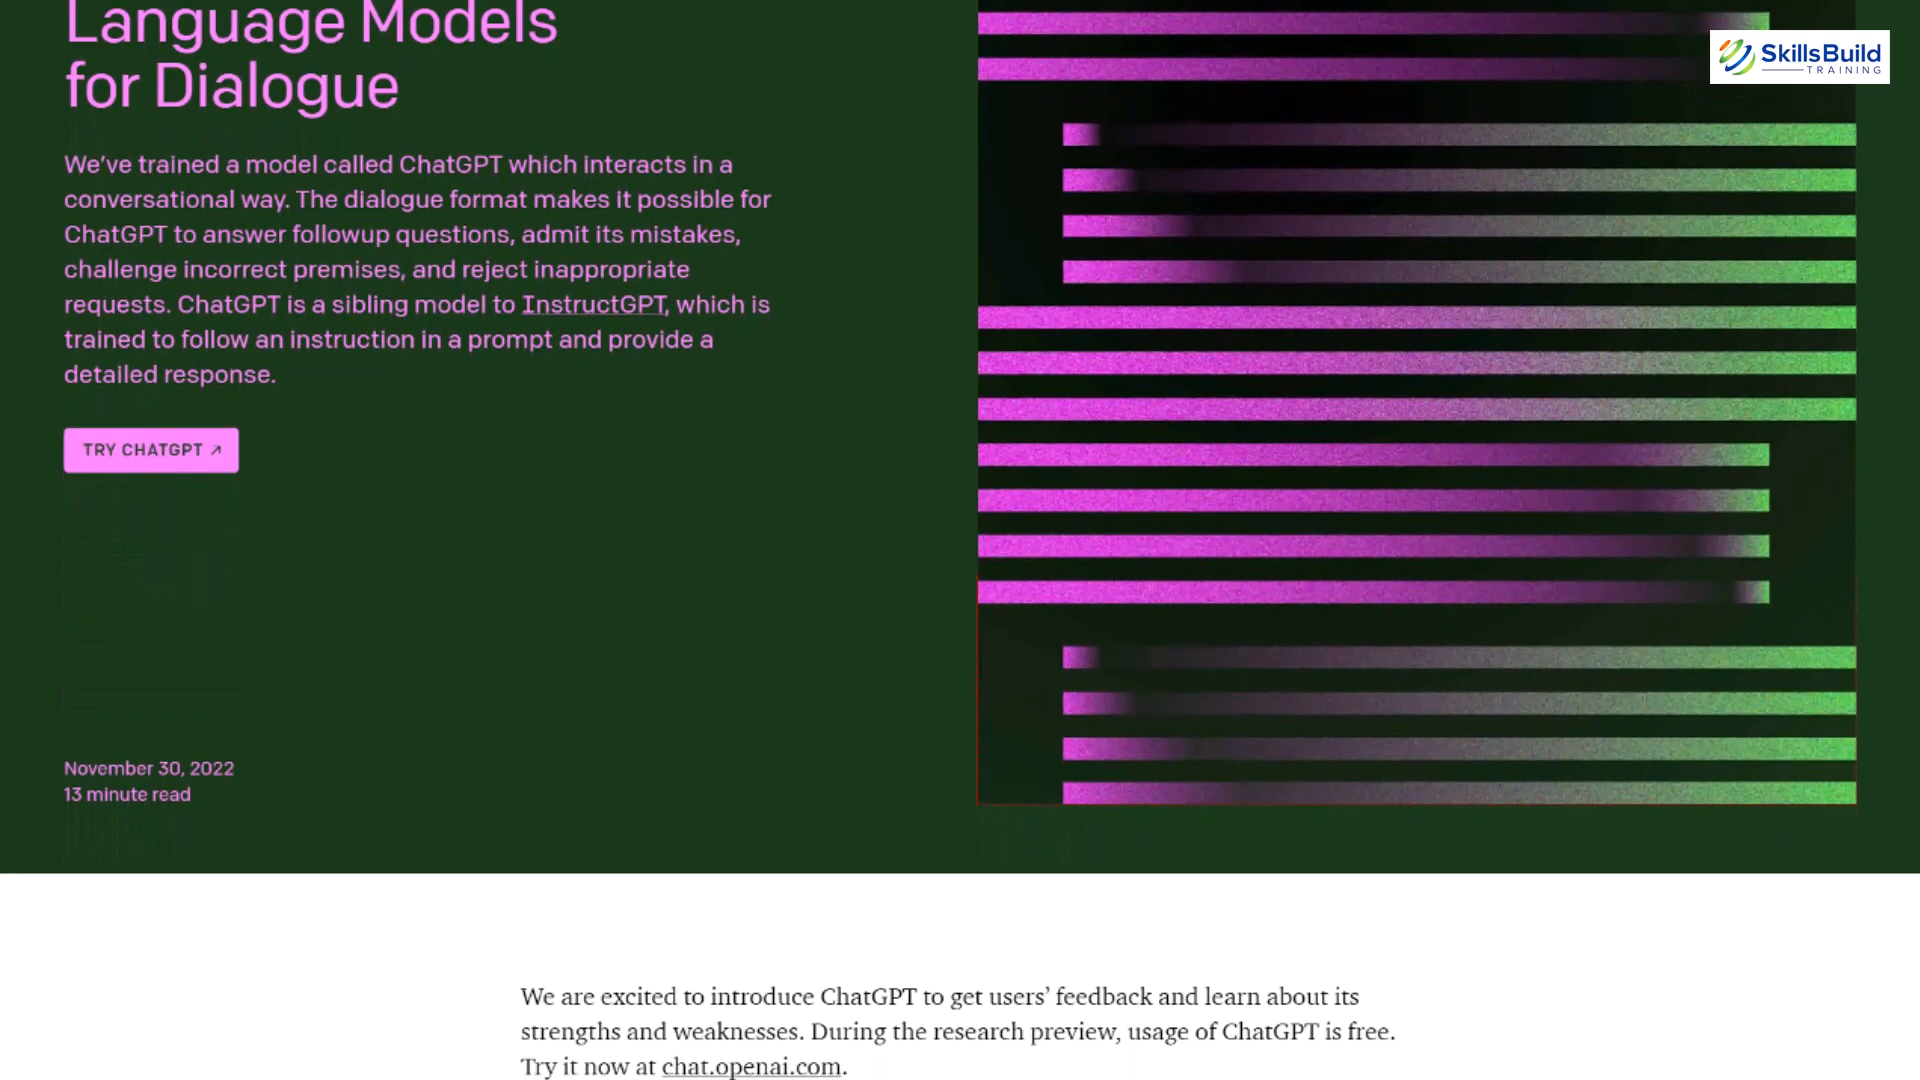 Language Models
for Dialogue
SkillsBuild
TRAINING
We've trained a model called ChatGPT which interacts in a
conversational way. The dialogue format makes it possible for
ChatGPT to answer followup questions, admit its mistakes,
challenge incorrect premises, and reject inappropriate
requests. ChatGPT is a sibling model to InstructGPT, which is
trained to follow an instruction in a prompt and provide a
detailed response.
TRY CHATGPT ↗
November 30, 2022
13 minute read
We are excited to introduce ChatGPT to get users’ feedback and learn about its
strengths and weaknesses. During the research preview, usage of ChatGPT is free.
Try it now at chat.openai.com.